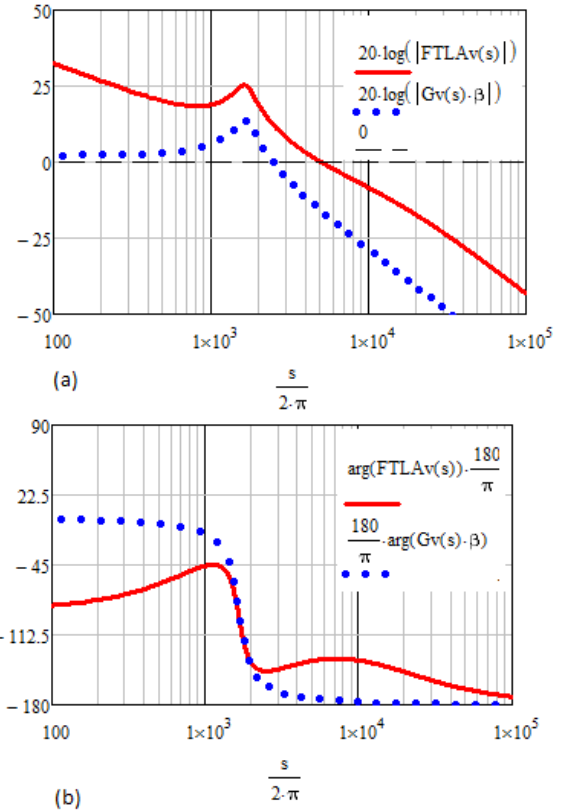 50
20·log(|FTLAv(s)|)
25
20·log(|Gv(s)·β|)
0
0
−25
−50
100
1×10³
1×10⁴
1×10⁵
s
2·π
(a)
90
arg(FTLAv(s))·180
π
22.5
180
π
·arg(Gv(s)·β)
−45
−112.5
−180
100
1×10³
1×10⁴
1×10⁵
s
2·π
(b)